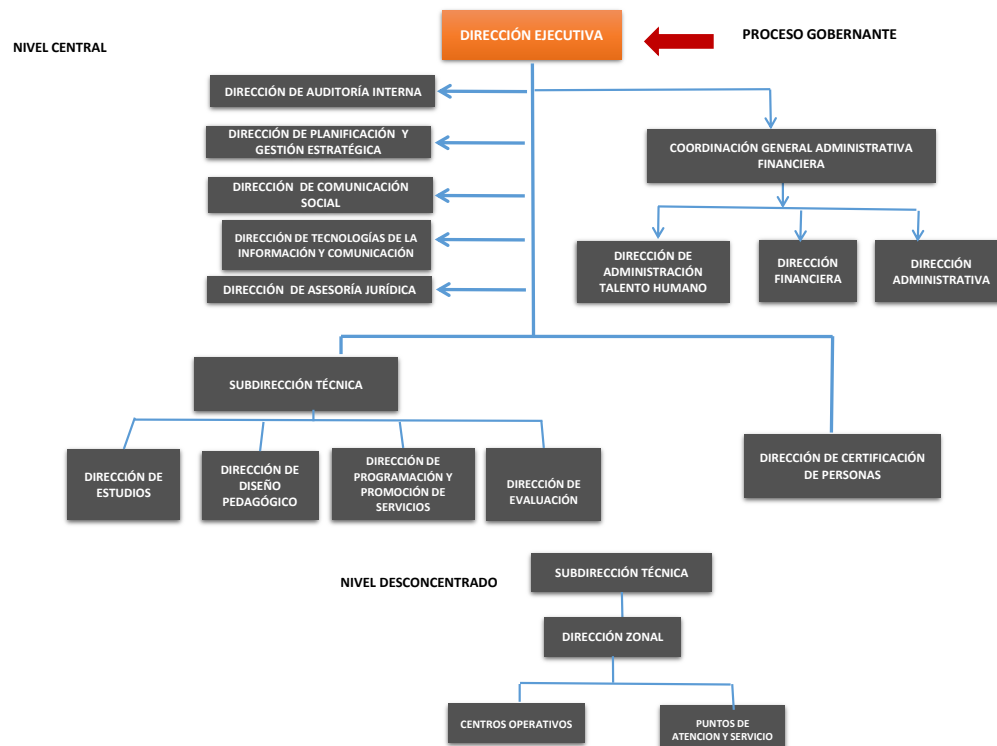 NIVEL CENTRAL
DIRECCIÓN EJECUTIVA
PROCESO GOBERNANTE
DIRECCIÓN DE AUDITORÍA INTERNA
DIRECCIÓN DE PLANIFICACIÓN Y
GESTIÓN ESTRATÉGICA
DIRECCIÓN DE COMUNICACIÓN
SOCIAL
DIRECCIÓN DE TECNOLOGÍAS DE LA
INFORMACIÓN Y COMUNICACIÓN
DIRECCIÓN DE ASESORÍA JURÍDICA
COORDINACIÓN GENERAL ADMINISTRATIVA
FINANCIERA
DIRECCIÓN DE
ADMINISTRACIÓN
TALENTO HUMANO
DIRECCIÓN
FINANCIERA
DIRECCIÓN
ADMINISTRATIVA
SUBDIRECCIÓN TÉCNICA
DIRECCIÓN DE
ESTUDIOS
DIRECCIÓN DE
DISEÑO
PEDAGÓGICO
DIRECCIÓN DE
PROGRAMACIÓN Y
PROMOCIÓN DE
SERVICIOS
DIRECCIÓN DE
EVALUACIÓN
DIRECCIÓN DE CERTIFICACIÓN
DE PERSONAS
NIVEL DESCONCENTRADO
SUBDIRECCIÓN TÉCNICA
DIRECCIÓN ZONAL
CENTROS OPERATIVOS
PUNTOS DE
ATENCION Y SERVICIO